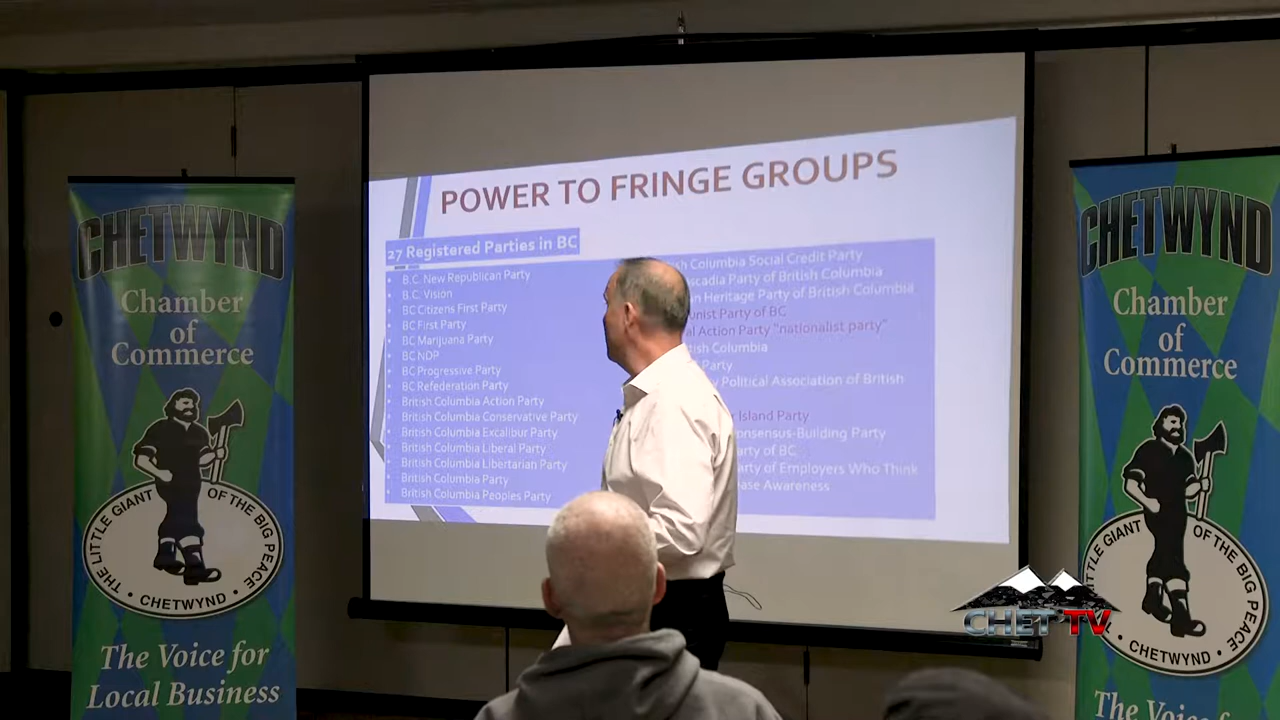 POWER TO FRINGE GROUPS
27 Registered Parties in BC
B.C. New Republican Party
B.C. Vision
BC Citizens First Party
BC First Party
BC Marijuana Party
BC NDP
BC Progressive Party
BC Refederation Party
British Columbia Action Party
British Columbia Conservative Party
British Columbia Excalibur Party
British Columbia Liberal Party
British Columbia Libertarian Party
British Columbia Party
British Columbia Peoples Party
Columbia Social Credit Party
Party of British Columbia
Heritage Party of British Columbia
Party of BC
Action Party "nationalist party"
Columbia
Party
Political Association of British
Island Party
Party
of BC
of Employers Who Think
Awareness
CHETWYND
Chamber
of
Commerce
THE LITTLE GIANT OF THE BIG PEACE
• CHETWYND •
The Voice for
Local Business
CHETWYND
Chamber
of
Commerce
LITTLE GIANT OF THE BIG PEACE
• CHETWYND •
The Voice
CHET TV